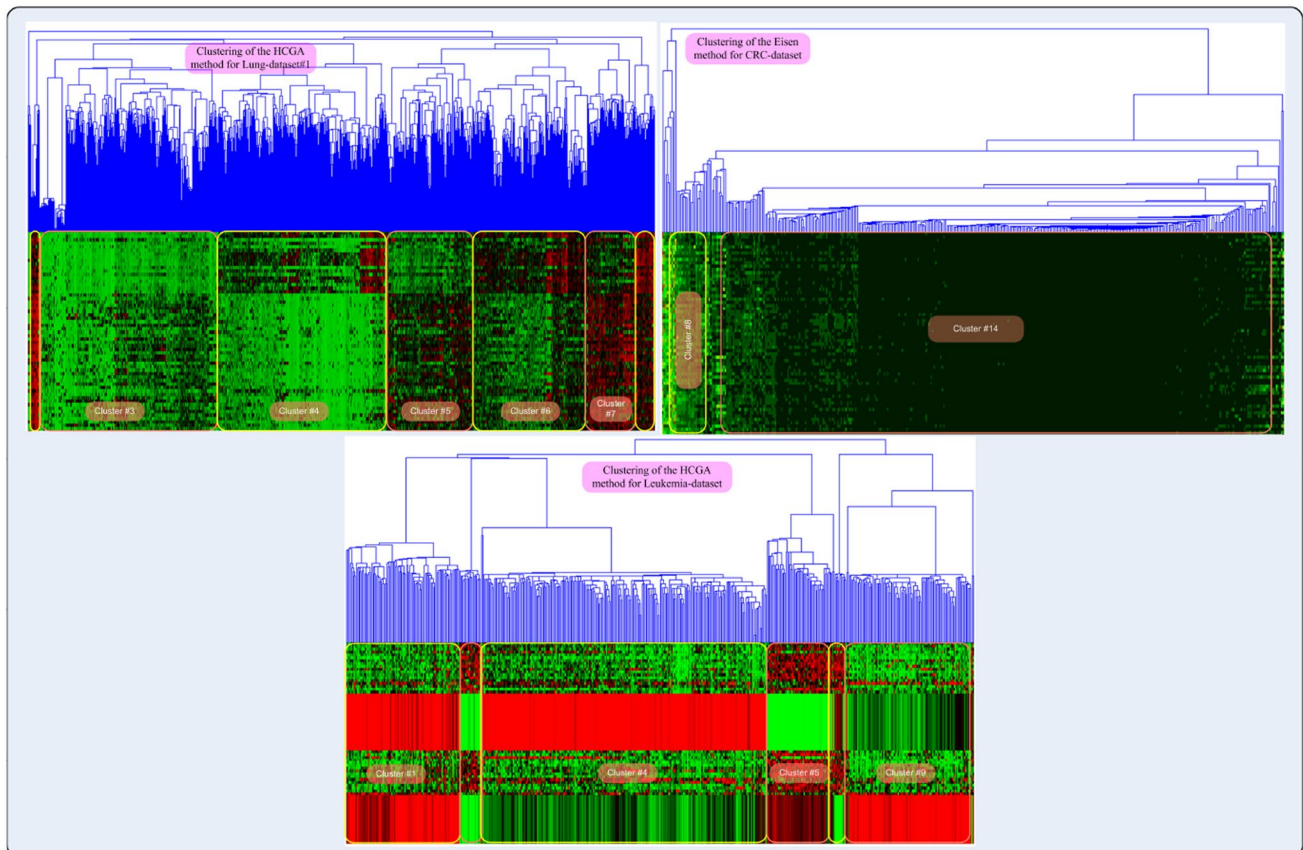 Clustering of the HCGA
method for Lung-dataset#1
Clustering of the Eisen
method for CRC-dataset
Cluster #3
Cluster #4
Cluster #5
Cluster #6
Cluster
#7
Cluster #8
Cluster #14
Clustering of the HCGA
method for Leukemia-dataset
Cluster #1
Cluster #4
Cluster #5
Cluster #9